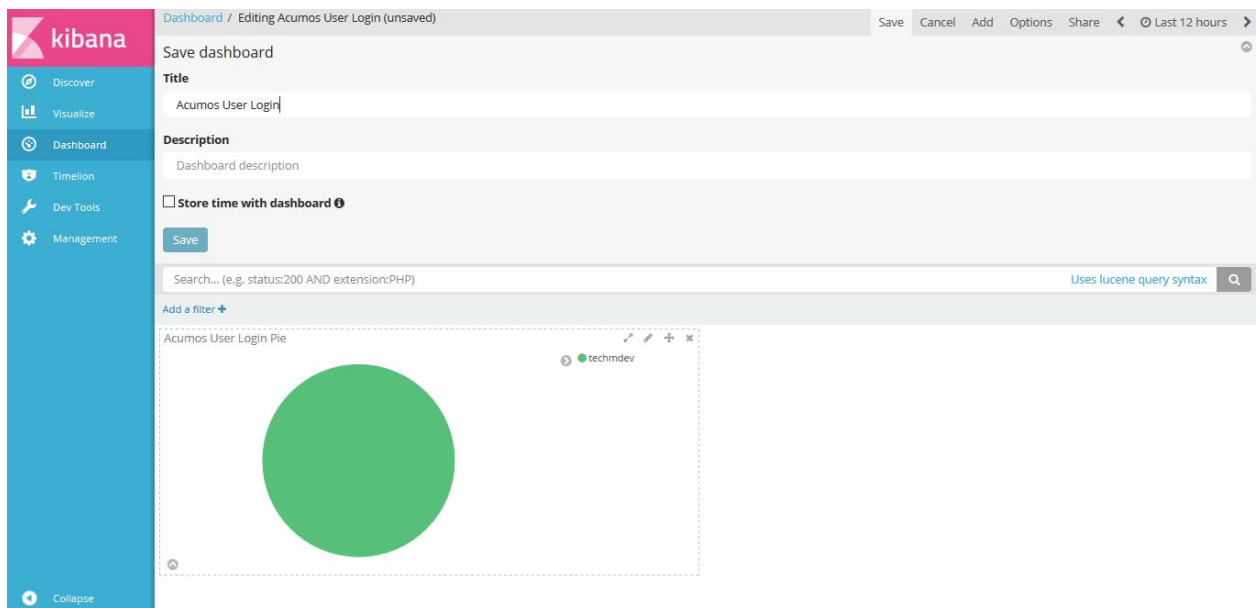 kibana
Discover
Visualize
Dashboard
Timelion
Dev Tools
Management
Collapse
Dashboard / Editing Acumos User Login (unsaved)
Save Cancel Add Options Share Last 12 hours
Save dashboard
Title
Acumos User Login
Description
Dashboard description
Store time with dashboard
Save
Search... (e.g. status:200 AND extension:PHP) Uses lucene query syntax
Add a filter +
Acumos User Login Pie
techmdev